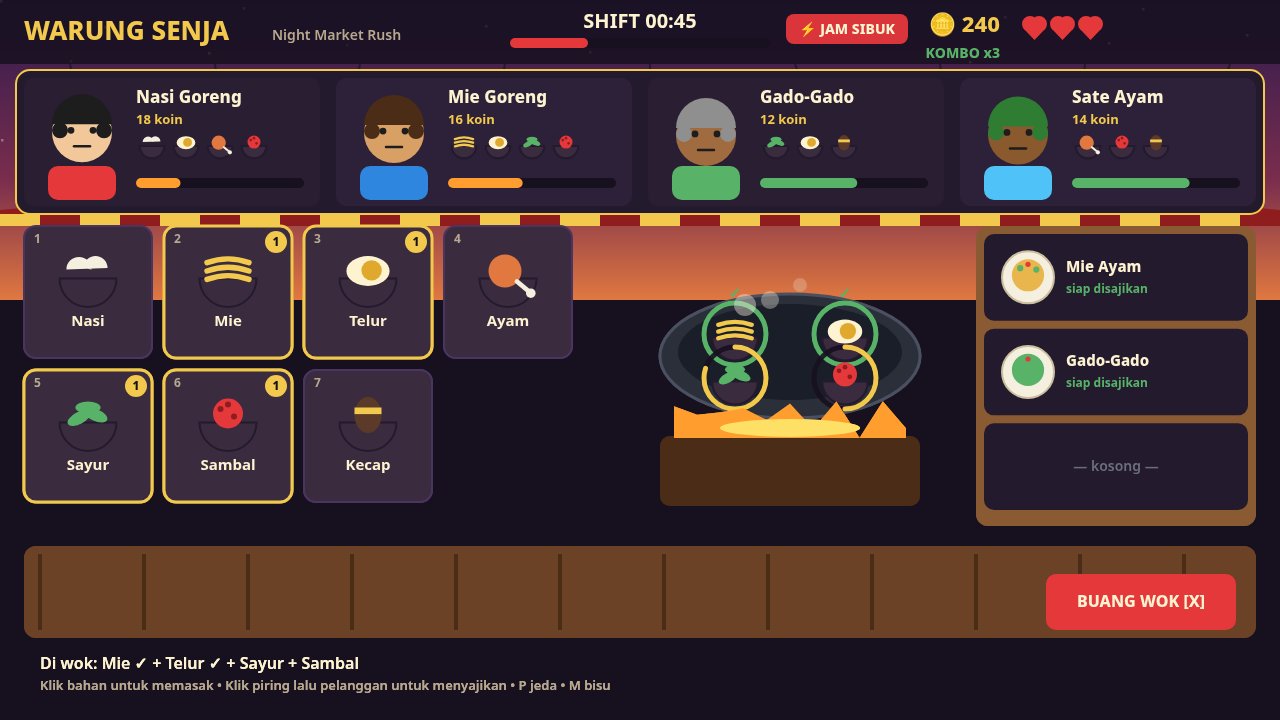 WARUNG SENJA
Night Market Rush
SHIFT 00:45
⚡ JAM SIBUK
🪙 240
KOMBO x3
Nasi Goreng
18 koin
Mie Goreng
16 koin
Gado-Gado
12 koin
Sate Ayam
14 koin
1
Nasi
2
1
Mie
3
1
Telur
4
Ayam
5
1
Sayur
6
1
Sambal
7
Kecap
Mie Ayam
siap disajikan
Gado-Gado
siap disajikan
— kosong —
BUANG WOK [X]
Di wok: Mie ✓ + Telur ✓ + Sayur + Sambal
Klik bahan untuk memasak • Klik piring lalu pelanggan untuk menyajikan • P jeda • M bisu